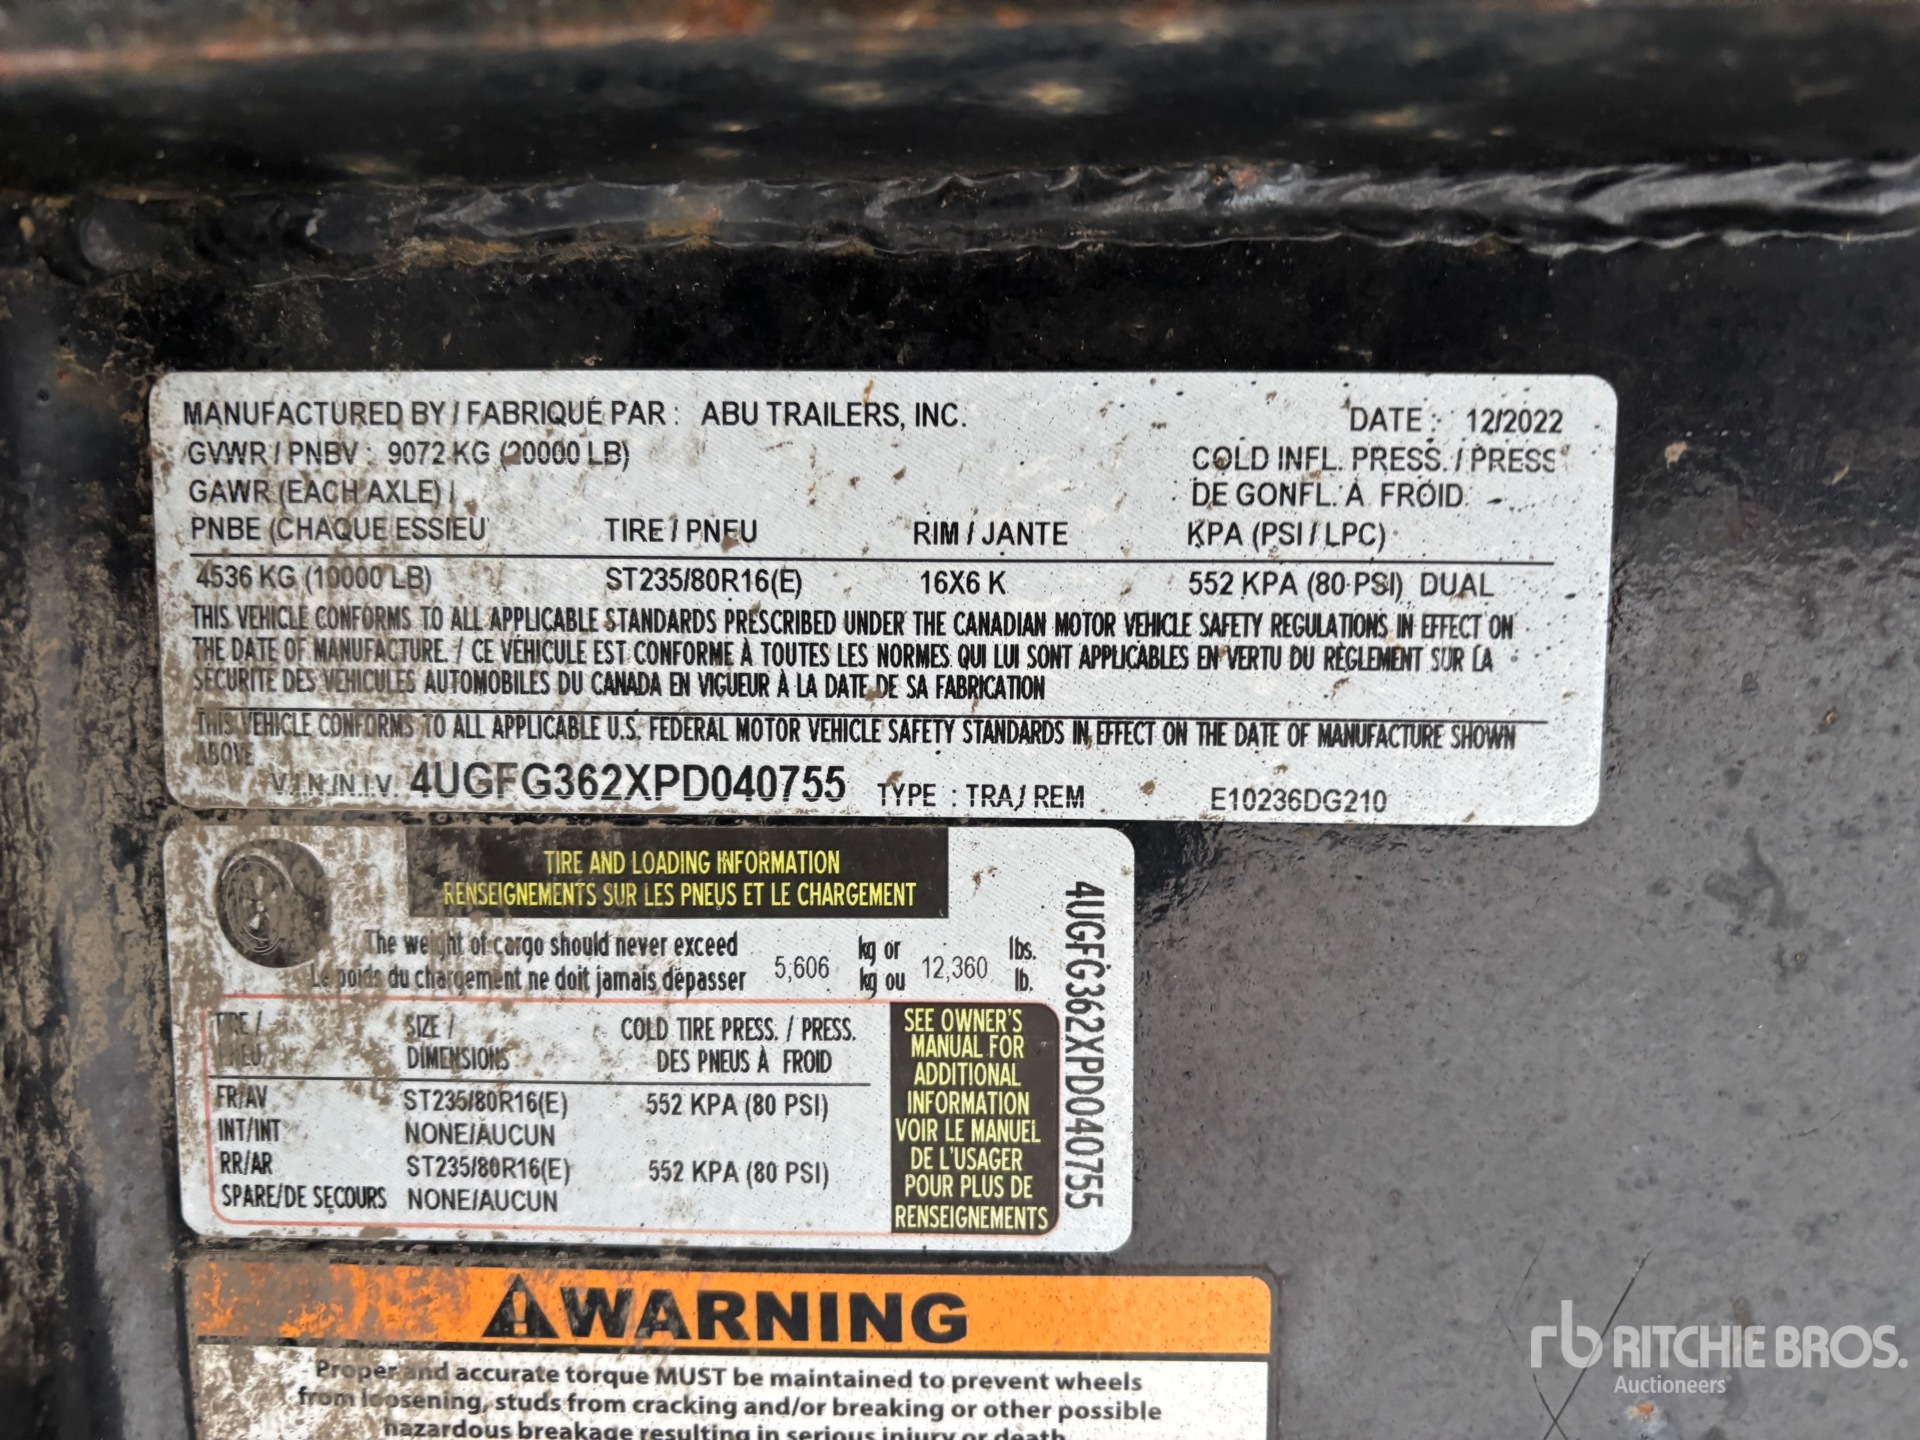 MANUFACTURED BY / FABRIQUÉ PAR : ABU TRAILERS, INC. DATE : 12/2022
GVWR / PNBV : 9072 KG (20000 LB) COLD INFL. PRESS. / PRESS
GAWR (EACH AXLE) / DE GONFL. À FROID
PNBE (CHAQUE ESSIEU TIRE / PNEU RIM / JANTE KPA (PSI / LPC)
4536 KG (10000 LB) ST235/80R16(E) 16X6 K 552 KPA (80 PSI) DUAL
THIS VEHICLE CONFORMS TO ALL APPLICABLE STANDARDS PRESCRIBED UNDER THE CANADIAN MOTOR VEHICLE SAFETY REGULATIONS IN EFFECT ON
THE DATE OF MANUFACTURE. / CE VÉHICULE EST CONFORME À TOUTES LES NORMES QUI LUI SONT APPLICABLES EN VERTU DU RÈGLEMENT SUR LA
SÉCURITÉ DES VÉHICULES AUTOMOBILES DU CANADA EN VIGUEUR À LA DATE DE SA FABRICATION
THIS VEHICLE CONFORMS TO ALL APPLICABLE U.S. FEDERAL MOTOR VEHICLE SAFETY STANDARDS IN EFFECT ON THE DATE OF MANUFACTURE SHOWN
ABOVE
V.I.N./N.I.V. 4UGFG362XPD040755 TYPE : TRA/ REM E10236DG210
TIRE AND LOADING INFORMATION
RENSEIGNEMENTS SUR LES PNEUS ET LE CHARGEMENT
The weight of cargo should never exceed 5,606 kg or 12,360 lbs.
Le poids du chargement ne doit jamais dépasser kg ou lb.
TIRE / SIZE / COLD TIRE PRESS. / PRESS.
PNEU DIMENSIONS DES PNEUS À FROID
FR/AV ST235/80R16(E) 552 KPA (80 PSI)
INT/INT NONE/AUCUN
RR/AR ST235/80R16(E) 552 KPA (80 PSI)
SPARE/DE SECOURS NONE/AUCUN
SEE OWNER'S
MANUAL FOR
ADDITIONAL
INFORMATION
VOIR LE MANUEL
DE L'USAGER
POUR PLUS DE
RENSEIGNEMENTS
4UGFG362XPD040755
WARNING
Proper and accurate torque MUST be maintained to prevent wheels
from loosening, studs from cracking and/or breaking or other possible
hazardous breakage resulting in serious injury or death
rb RITCHIE BROS.
Auctioneers